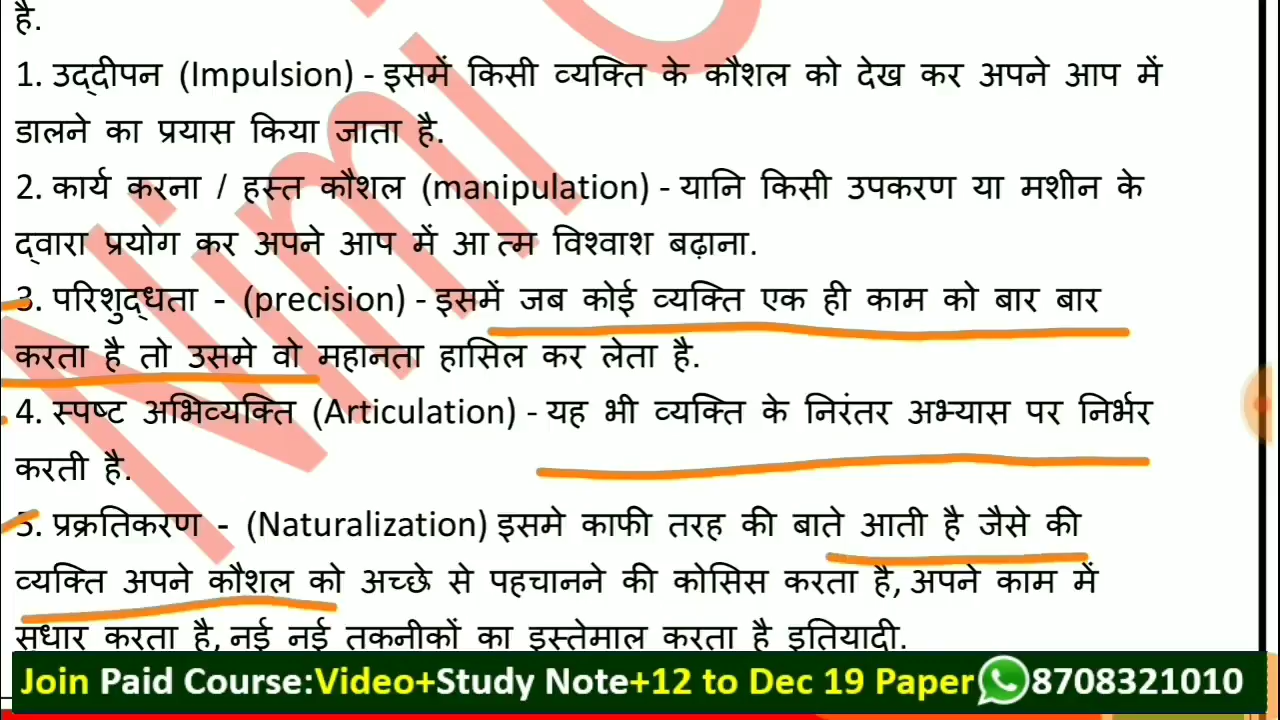 है.
1. उद्दीपन (Impulsion) - इसमें किसी व्यक्ति के कौशल को देख कर अपने आप में
डालने का प्रयास किया जाता है.
2. कार्य करना / हस्त कौशल (manipulation) - यानि किसी उपकरण या मशीन के
द्वारा प्रयोग कर अपने आप में आ त्म विश्वाश बढ़ाना.
3. परिशुद्धता - (precision) - इसमें जब कोई व्यक्ति एक ही काम को बार बार
करता है तो उसमे वो महानता हासिल कर लेता है.
4. स्पष्ट अभिव्यक्ति (Articulation) - यह भी व्यक्ति के निरंतर अभ्यास पर निर्भर
करती है.
5. प्रक्रतिकरण - (Naturalization) इसमे काफी तरह की बाते आती है जैसे की
व्यक्ति अपने कौशल को अच्छे से पहचानने की कोसिस करता है, अपने काम में
सुधार करता है, नई नई तकनीकों का इस्तेमाल करता है इतियादी.
Join Paid Course:Video+Study Note+12 to Dec 19 Paper 8708321010